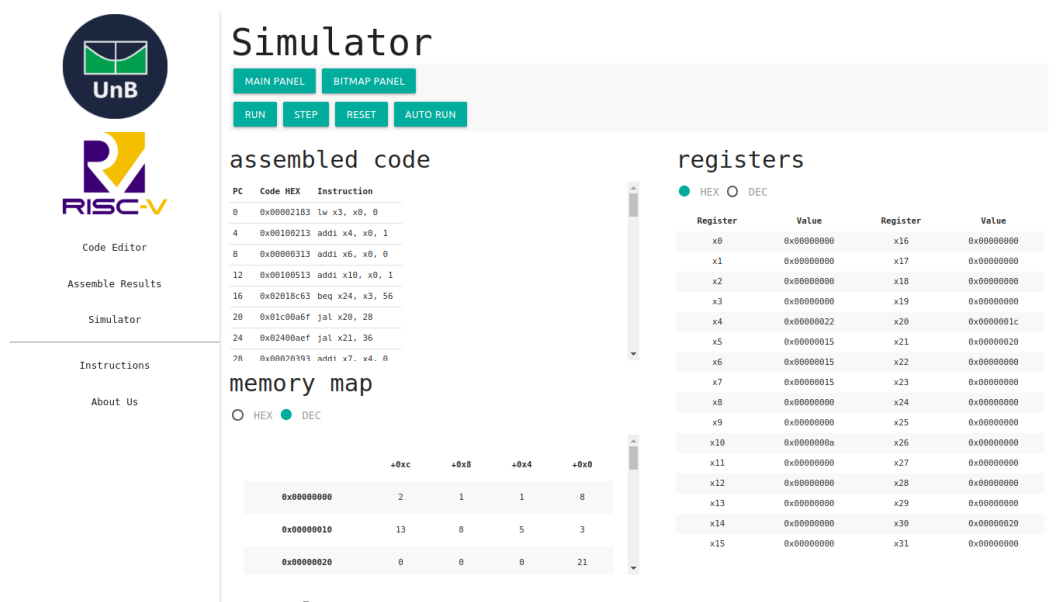 UnB
RISC-V
Code Editor
Assemble Results
Simulator
Instructions
About Us
Simulator
MAIN PANEL BITMAP PANEL
RUN STEP RESET AUTO RUN
assembled code
PC Code HEX Instruction
0 0x00002183 lw x3, x0, 0
4 0x00100213 addi x4, x0, 1
8 0x00000313 addi x6, x0, 0
12 0x00100513 addi x10, x0, 1
16 0x02018c63 beq x24, x3, 56
20 0x01c00a6f jal x20, 28
24 0x02400aef jal x21, 36
28 0x00020393 addi x7, x4, 0
memory map
HEX DEC
+0xc +0x8 +0x4 +0x0
0x00000000 2 1 1 8
0x00000010 13 8 5 3
0x00000020 0 0 0 21
registers
HEX DEC
Register Value Register Value
x0 0x00000000 x16 0x00000000
x1 0x00000000 x17 0x00000000
x2 0x00000000 x18 0x00000000
x3 0x00000000 x19 0x00000000
x4 0x00000022 x20 0x0000001c
x5 0x00000015 x21 0x00000020
x6 0x00000015 x22 0x00000000
x7 0x00000015 x23 0x00000000
x8 0x00000000 x24 0x00000000
x9 0x00000000 x25 0x00000000
x10 0x0000000a x26 0x00000000
x11 0x00000000 x27 0x00000000
x12 0x00000000 x28 0x00000000
x13 0x00000000 x29 0x00000000
x14 0x00000000 x30 0x00000020
x15 0x00000000 x31 0x00000000